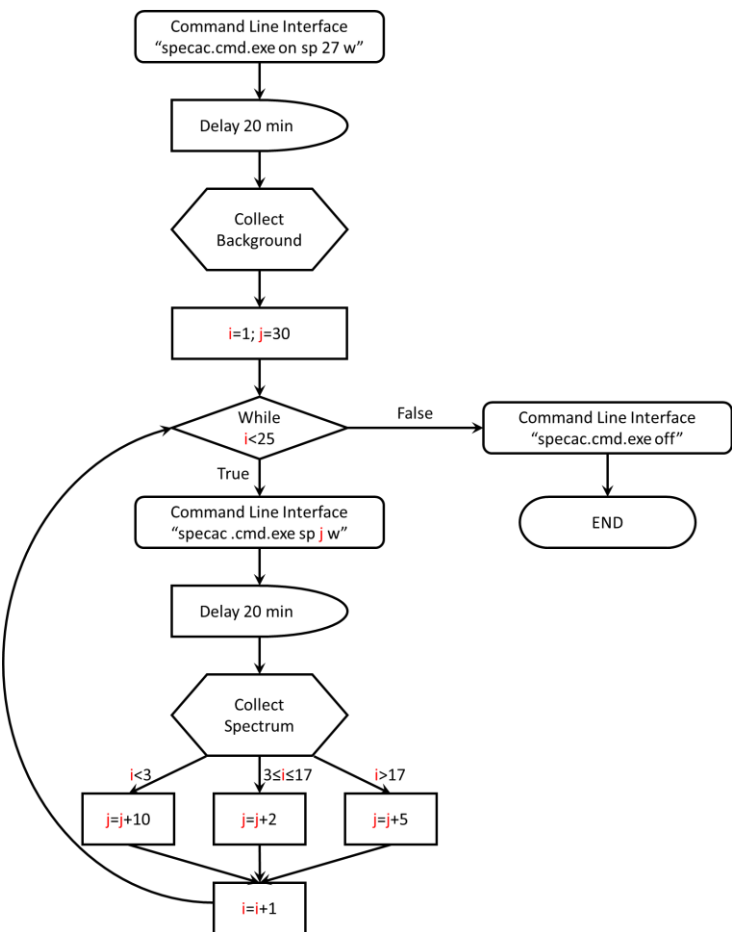 Command Line Interface
“specac.cmd.exe on sp 27 w”
Delay 20 min
Collect
Background
i=1; j=30
While
i<25
False
Command Line Interface
“specac.cmd.exe off”
True
END
Command Line Interface
“specac .cmd.exe sp j w”
Delay 20 min
Collect
Spectrum
i<3
3≤i≤17
i>17
j=j+10
j=j+2
j=j+5
i=i+1